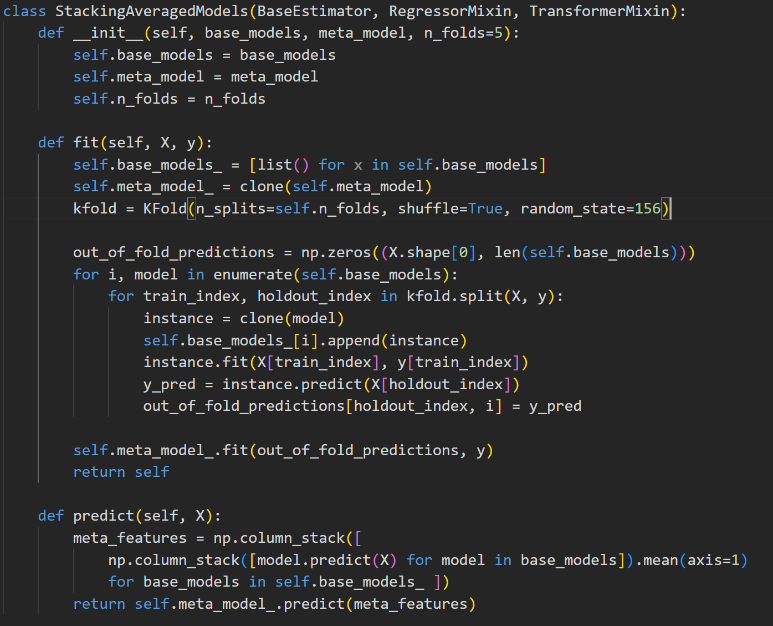 class StackingAveragedModels(BaseEstimator, RegressorMixin, TransformerMixin):
    def __init__(self, base_models, meta_model, n_folds=5):
        self.base_models = base_models
        self.meta_model = meta_model
        self.n_folds = n_folds

    def fit(self, X, y):
        self.base_models_ = [list() for x in self.base_models]
        self.meta_model_ = clone(self.meta_model)
        kfold = KFold(n_splits=self.n_folds, shuffle=True, random_state=156)

        out_of_fold_predictions = np.zeros((X.shape[0], len(self.base_models)))
        for i, model in enumerate(self.base_models):
            for train_index, holdout_index in kfold.split(X, y):
                instance = clone(model)
                self.base_models_[i].append(instance)
                instance.fit(X[train_index], y[train_index])
                y_pred = instance.predict(X[holdout_index])
                out_of_fold_predictions[holdout_index, i] = y_pred

        self.meta_model_.fit(out_of_fold_predictions, y)
        return self

    def predict(self, X):
        meta_features = np.column_stack([
            np.column_stack([model.predict(X) for model in base_models]).mean(axis=1)
            for base_models in self.base_models_ ])
        return self.meta_model_.predict(meta_features)